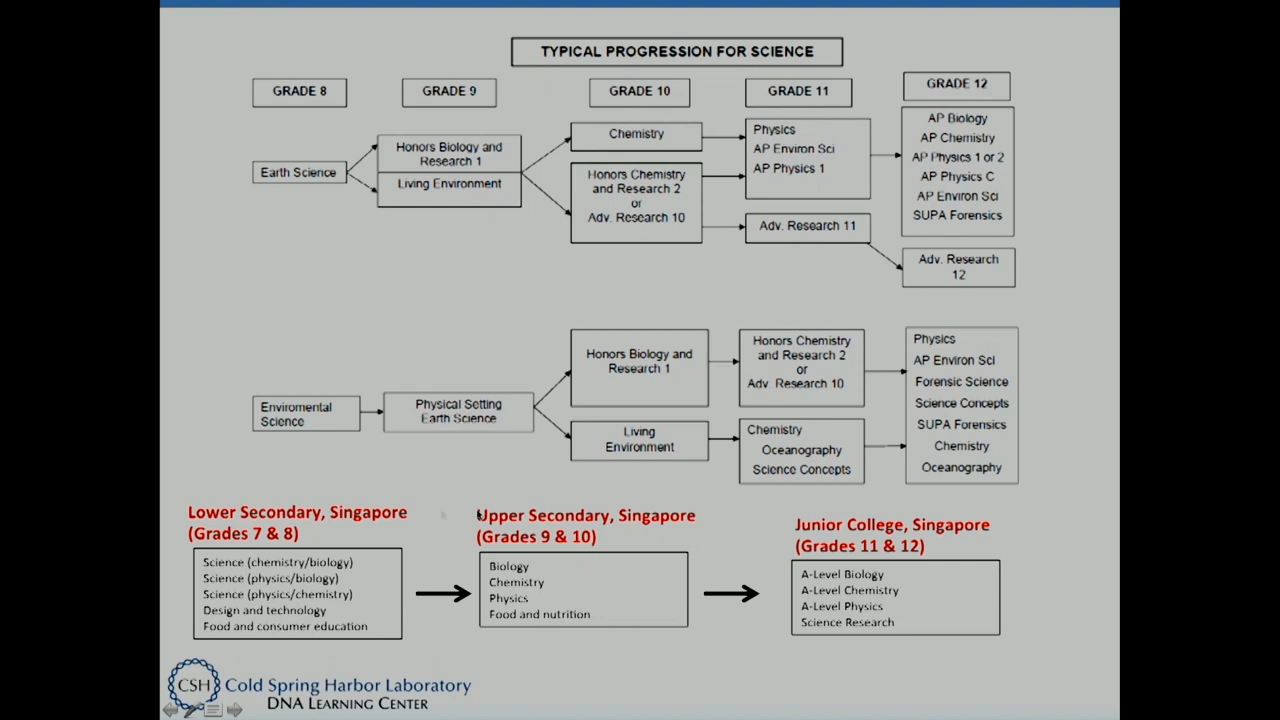 TYPICAL PROGRESSION FOR SCIENCE
GRADE 8
GRADE 9
GRADE 10
GRADE 11
GRADE 12
Earth Science
Honors Biology and
Research 1
Living Environment
Chemistry
Honors Chemistry
and Research 2
or
Adv. Research 10
Physics
AP Environ Sci
AP Physics 1
Adv. Research 11
AP Biology
AP Chemistry
AP Physics 1 or 2
AP Physics C
AP Environ Sci
SUPA Forensics
Adv. Research
12
Enviromental
Science
Physical Setting
Earth Science
Honors Biology and
Research 1
Living
Environment
Honors Chemistry
and Research 2
or
Adv. Research 10
Chemistry
Oceanography
Science Concepts
Physics
AP Environ Sci
Forensic Science
Science Concepts
SUPA Forensics
Chemistry
Oceanography
Lower Secondary, Singapore
(Grades 7 & 8)
Science (chemistry/biology)
Science (physics/biology)
Science (physics/chemistry)
Design and technology
Food and consumer education
Upper Secondary, Singapore
(Grades 9 & 10)
Biology
Chemistry
Physics
Food and nutrition
Junior College, Singapore
(Grades 11 & 12)
A-Level Biology
A-Level Chemistry
A-Level Physics
Science Research
CSH
Cold Spring Harbor Laboratory
DNA LEARNING CENTER